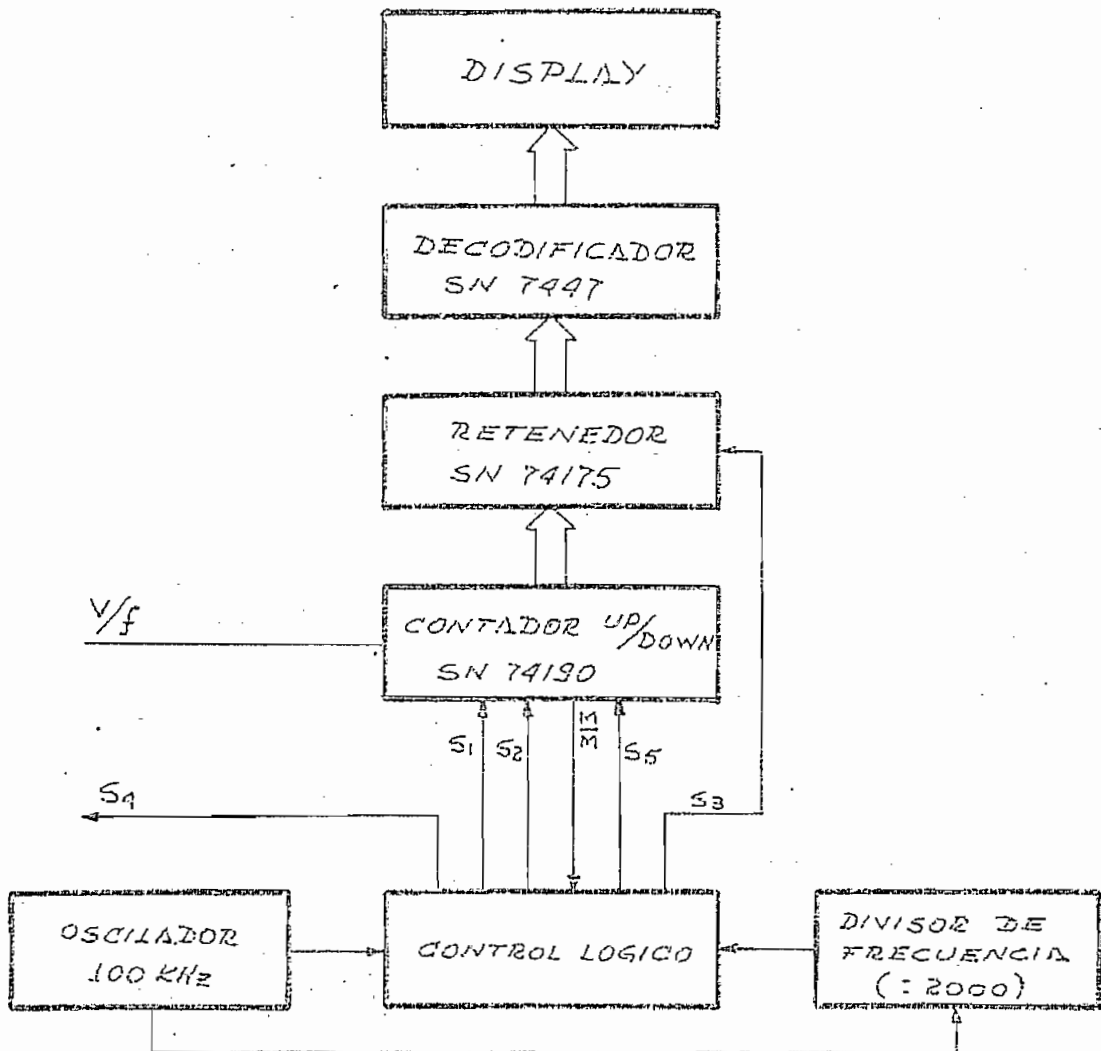 DISPLAY
DECODIFICADOR
SN 7447
RETENEDOR
SN 74175
V/f
CONTADOR UP/DOWN
SN 74190
S1
S2
S5
S4
S3
OSCILADOR
100 KHz
CONTROL LOGICO
DIVISOR DE
FRECUENCIA
(÷2000)